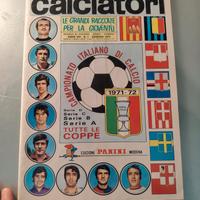 calciatori
LE GRANDI RACCOLTE
PER LA GIOVENTÙ
CAMPIONATO ITALIANO DI CALCIO
1971-72
Serie D
Serie C
Serie B
Serie A
TUTTE LE
COPPE
EDIZIONI PANINI MODENA